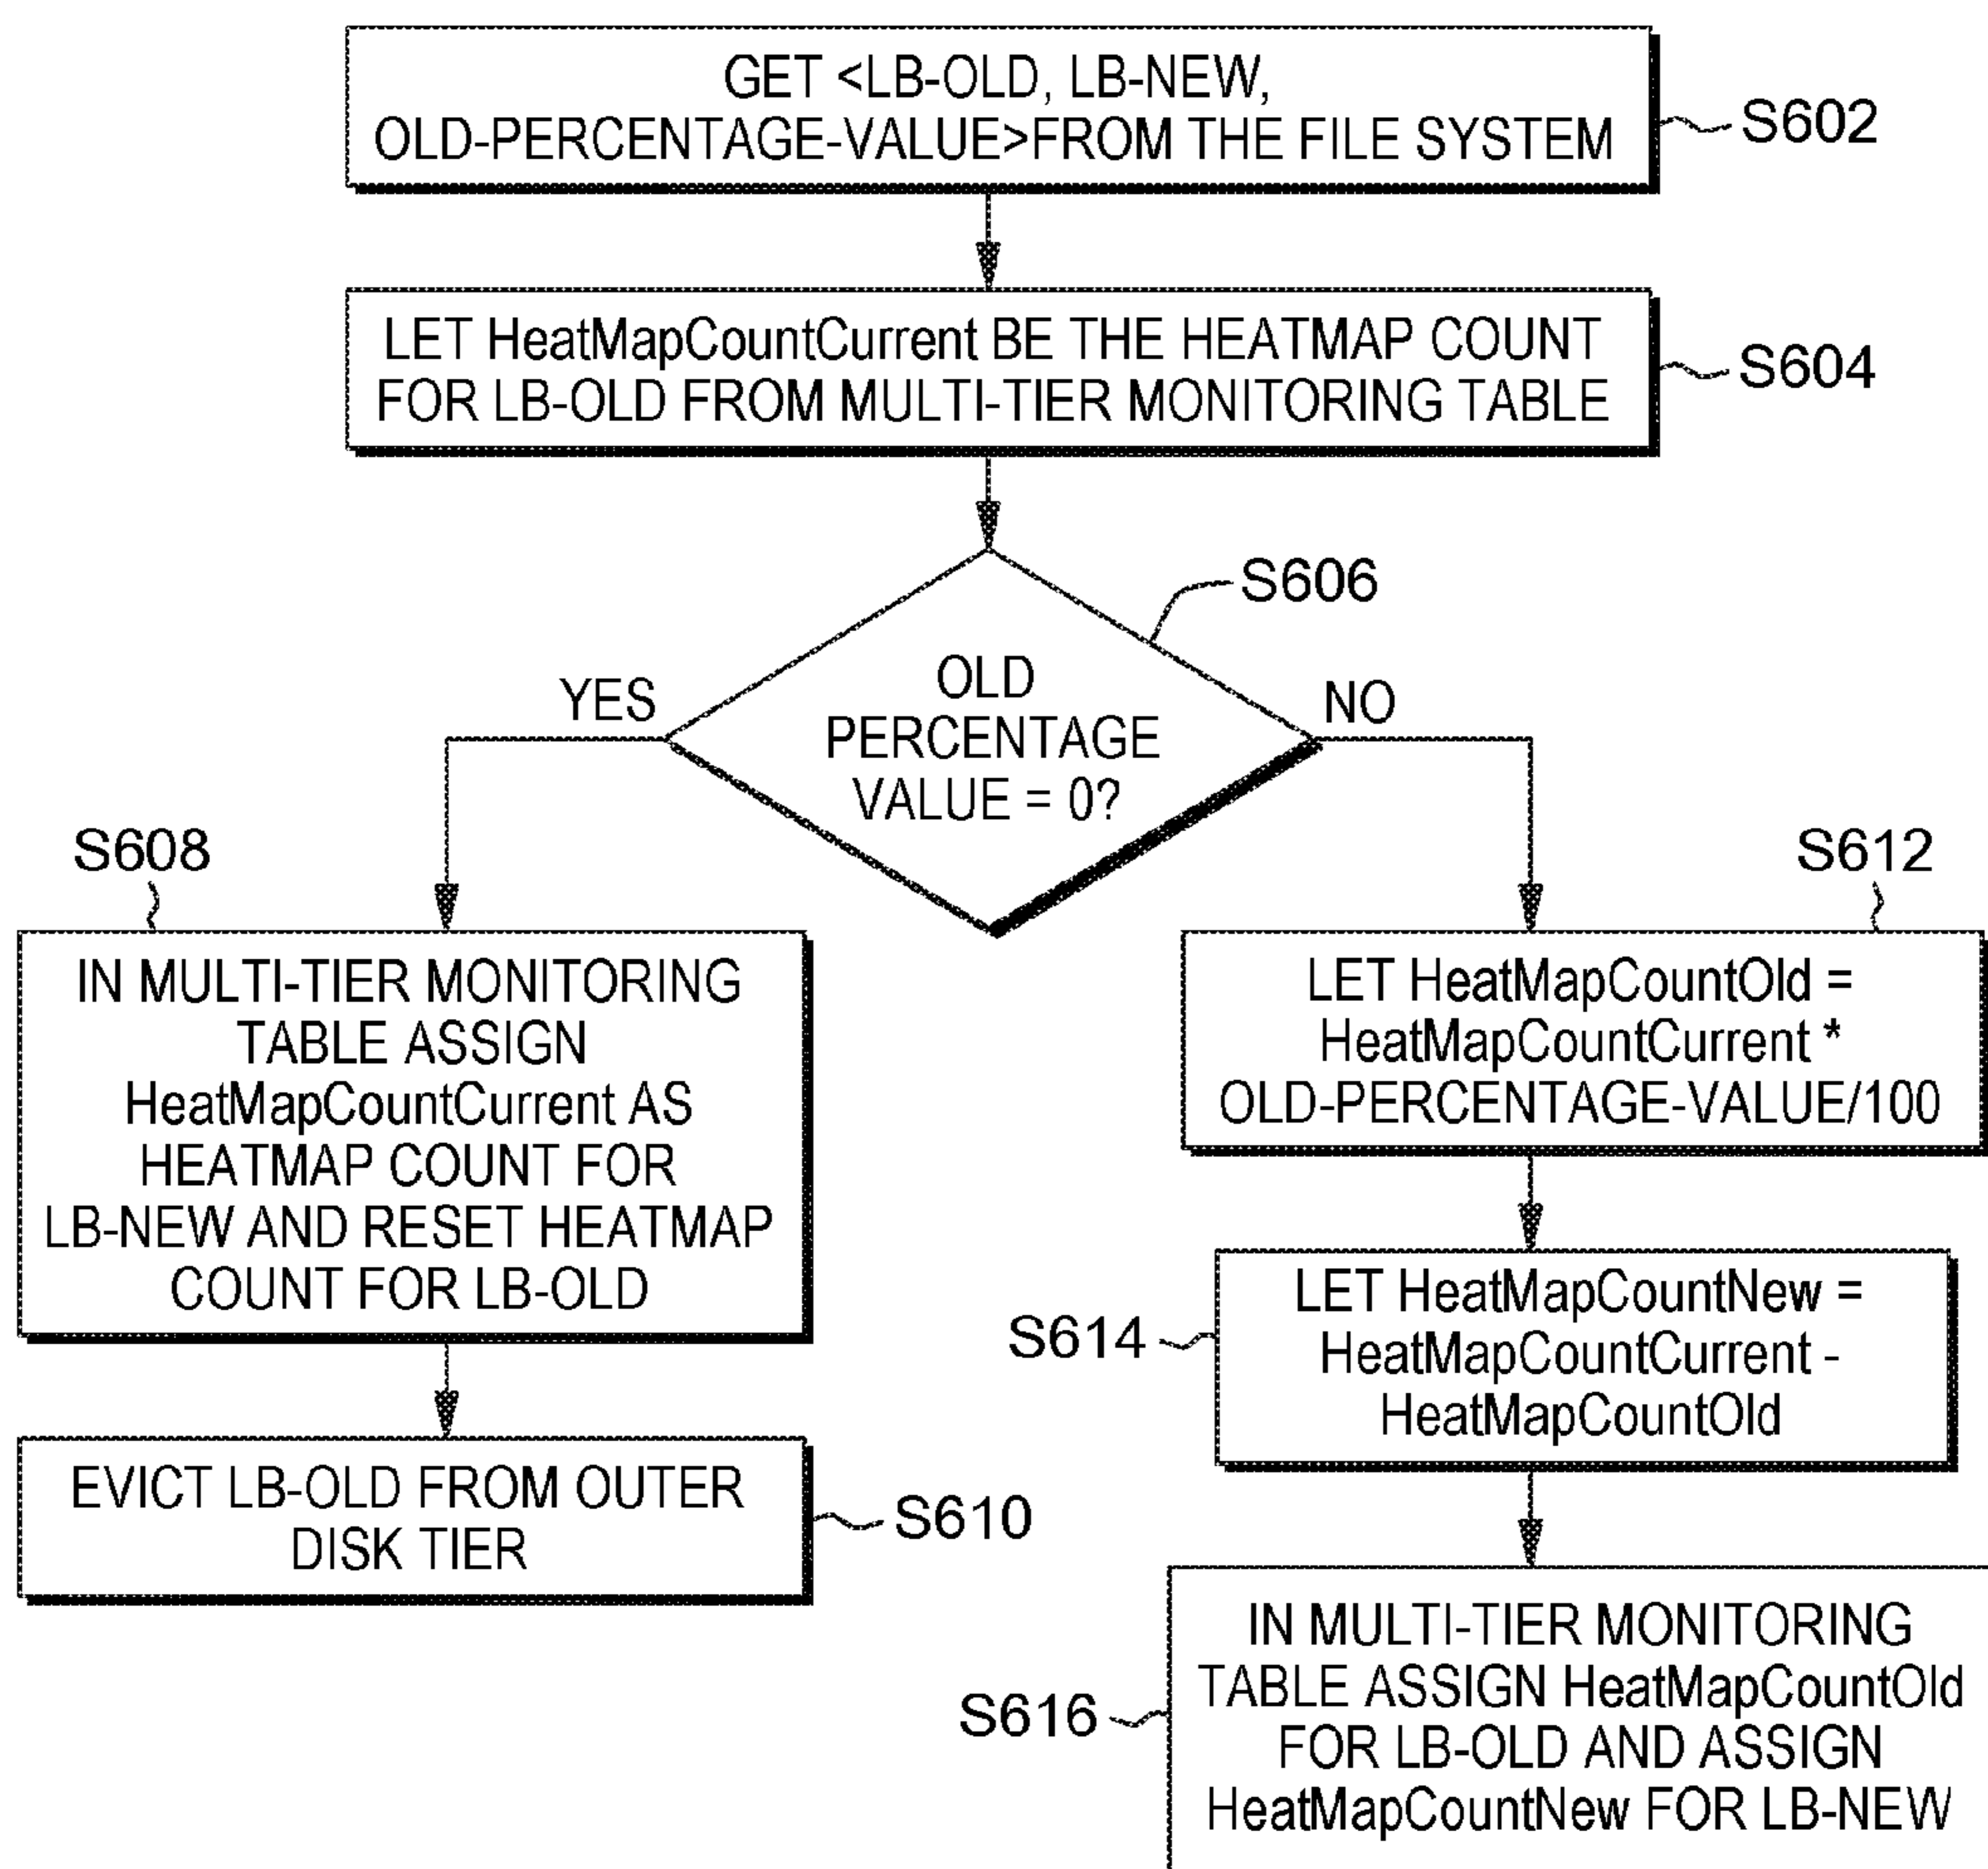 GET <LB-OLD, LB-NEW,
OLD-PERCENTAGE-VALUE>FROM THE FILE SYSTEM
S602
LET HeatMapCountCurrent BE THE HEATMAP COUNT
FOR LB-OLD FROM MULTI-TIER MONITORING TABLE
S604
S606
OLD
PERCENTAGE
VALUE = 0?
YES
NO
S608
IN MULTI-TIER MONITORING
TABLE ASSIGN
HeatMapCountCurrent AS
HEATMAP COUNT FOR
LB-NEW AND RESET HEATMAP
COUNT FOR LB-OLD
EVICT LB-OLD FROM OUTER
DISK TIER
S610
S612
LET HeatMapCountOld =
HeatMapCountCurrent *
OLD-PERCENTAGE-VALUE/100
S614
LET HeatMapCountNew =
HeatMapCountCurrent -
HeatMapCountOld
S616
IN MULTI-TIER MONITORING
TABLE ASSIGN HeatMapCountOld
FOR LB-OLD AND ASSIGN
HeatMapCountNew FOR LB-NEW